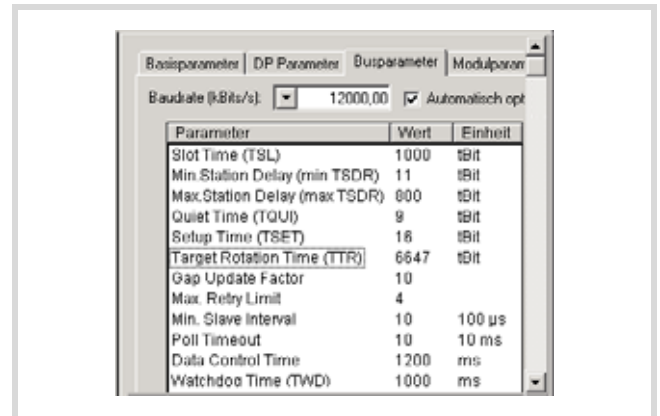 Basisparameter DP Parameter Busparameter Modulparam
Baudrate (kBits/s): 12000,00 Automatisch opt
Parameter Wert Einheit
Slot Time (TSL) 1000 tBit
Min.Station Delay (min TSDR) 11 tBit
Max.Station Delay (max TSDR) 800 tBit
Quiet Time (TQUI) 9 tBit
Setup Time (TSET) 16 tBit
Target Rotation Time (TTR) 6647 tBit
Gap Update Factor 10
Max. Retry Limit 4
Min. Slave Interval 10 100 µs
Poll Timeout 10 10 ms
Data Control Time 1200 ms
Watchdog Time (TWD) 1000 ms